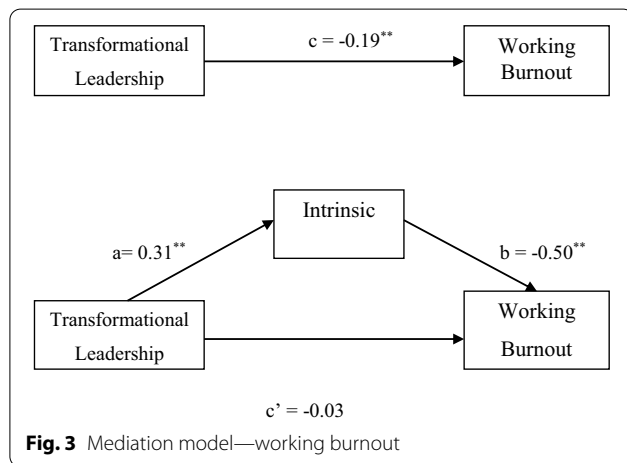 Transformational
Leadership
c = -0.19**
Working
Burnout
Intrinsic
a= 0.31**
b = -0.50**
Transformational
Leadership
Working
Burnout
c’ = -0.03
Fig. 3 Mediation model—working burnout